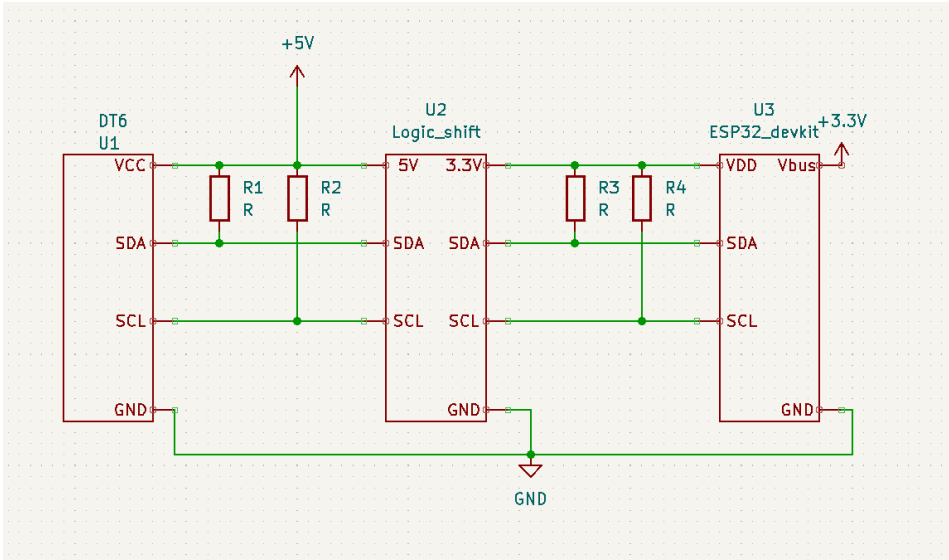 +5V
DT6
U1
U2
Logic_shift
U3
ESP32_devkit
+3.3V
VCC
5V
3.3V
VDD
Vbus
R1
R
R2
R
R3
R
R4
R
SDA
SDA
SDA
SDA
SCL
SCL
SCL
SCL
GND
GND
GND
GND